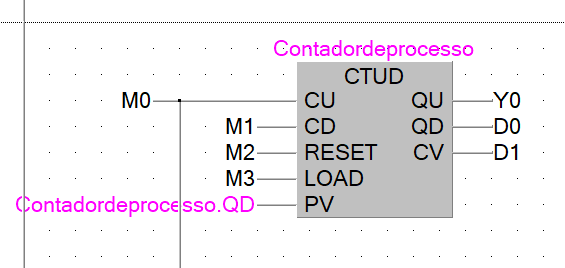 Contadordeprocesso
CTUD
M0 CU QU Y0
M1 CD QD D0
M2 RESET CV D1
M3 LOAD
Contadordeprocesso.QD PV